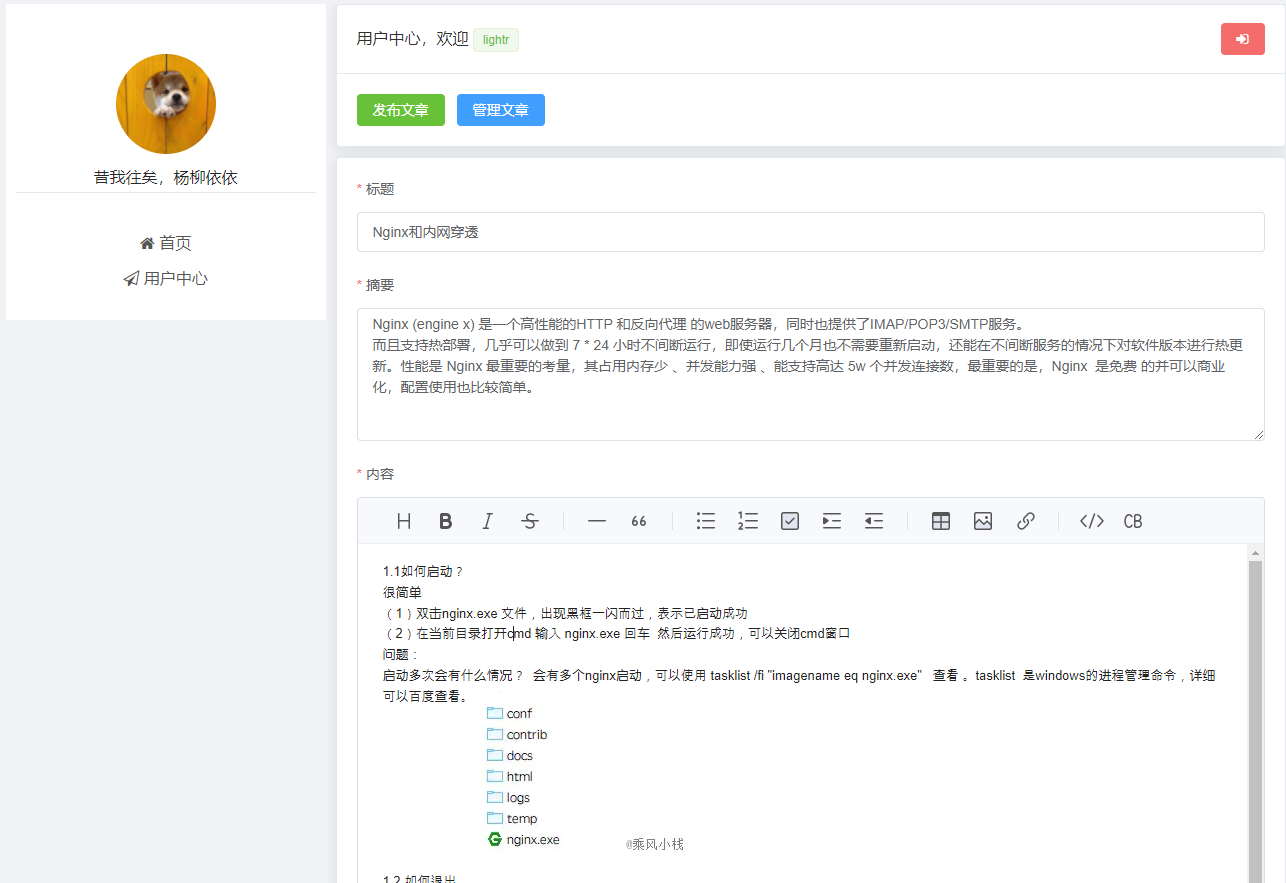 昔我往矣，杨柳依依
首页
用户中心
用户中心，欢迎 lightr
发布文章 管理文章
* 标题
Nginx和内网穿透
* 摘要
Nginx (engine x) 是一个高性能的HTTP 和反向代理 的web服务器，同时也提供了IMAP/POP3/SMTP服务。
而且支持热部署，几乎可以做到 7 * 24 小时不间断运行，即使运行几个月也不需要重新启动，还能在不间断服务的情况下对软件版本进行热更
新。性能是 Nginx 最重要的考量，其占用内存少 、并发能力强 、能支持高达 5w 个并发连接数，最重要的是，Nginx 是免费 的并可以商业
化，配置使用也比较简单。
* 内容
H B I S — 66 </> CB
1.1如何启动？
很简单
（1）双击nginx.exe 文件，出现黑框一闪而过，表示已启动成功
（2）在当前目录打开cmd 输入 nginx.exe 回车 然后运行成功，可以关闭cmd窗口
问题：
启动多次会有什么情况？ 会有多个nginx启动，可以使用 tasklist /fi "imagename eq nginx.exe" 查看 。tasklist 是windows的进程管理命令，详细
可以百度查看。
conf
contrib
docs
html
logs
temp
nginx.exe
@乘风小栈
1.2 如何退出